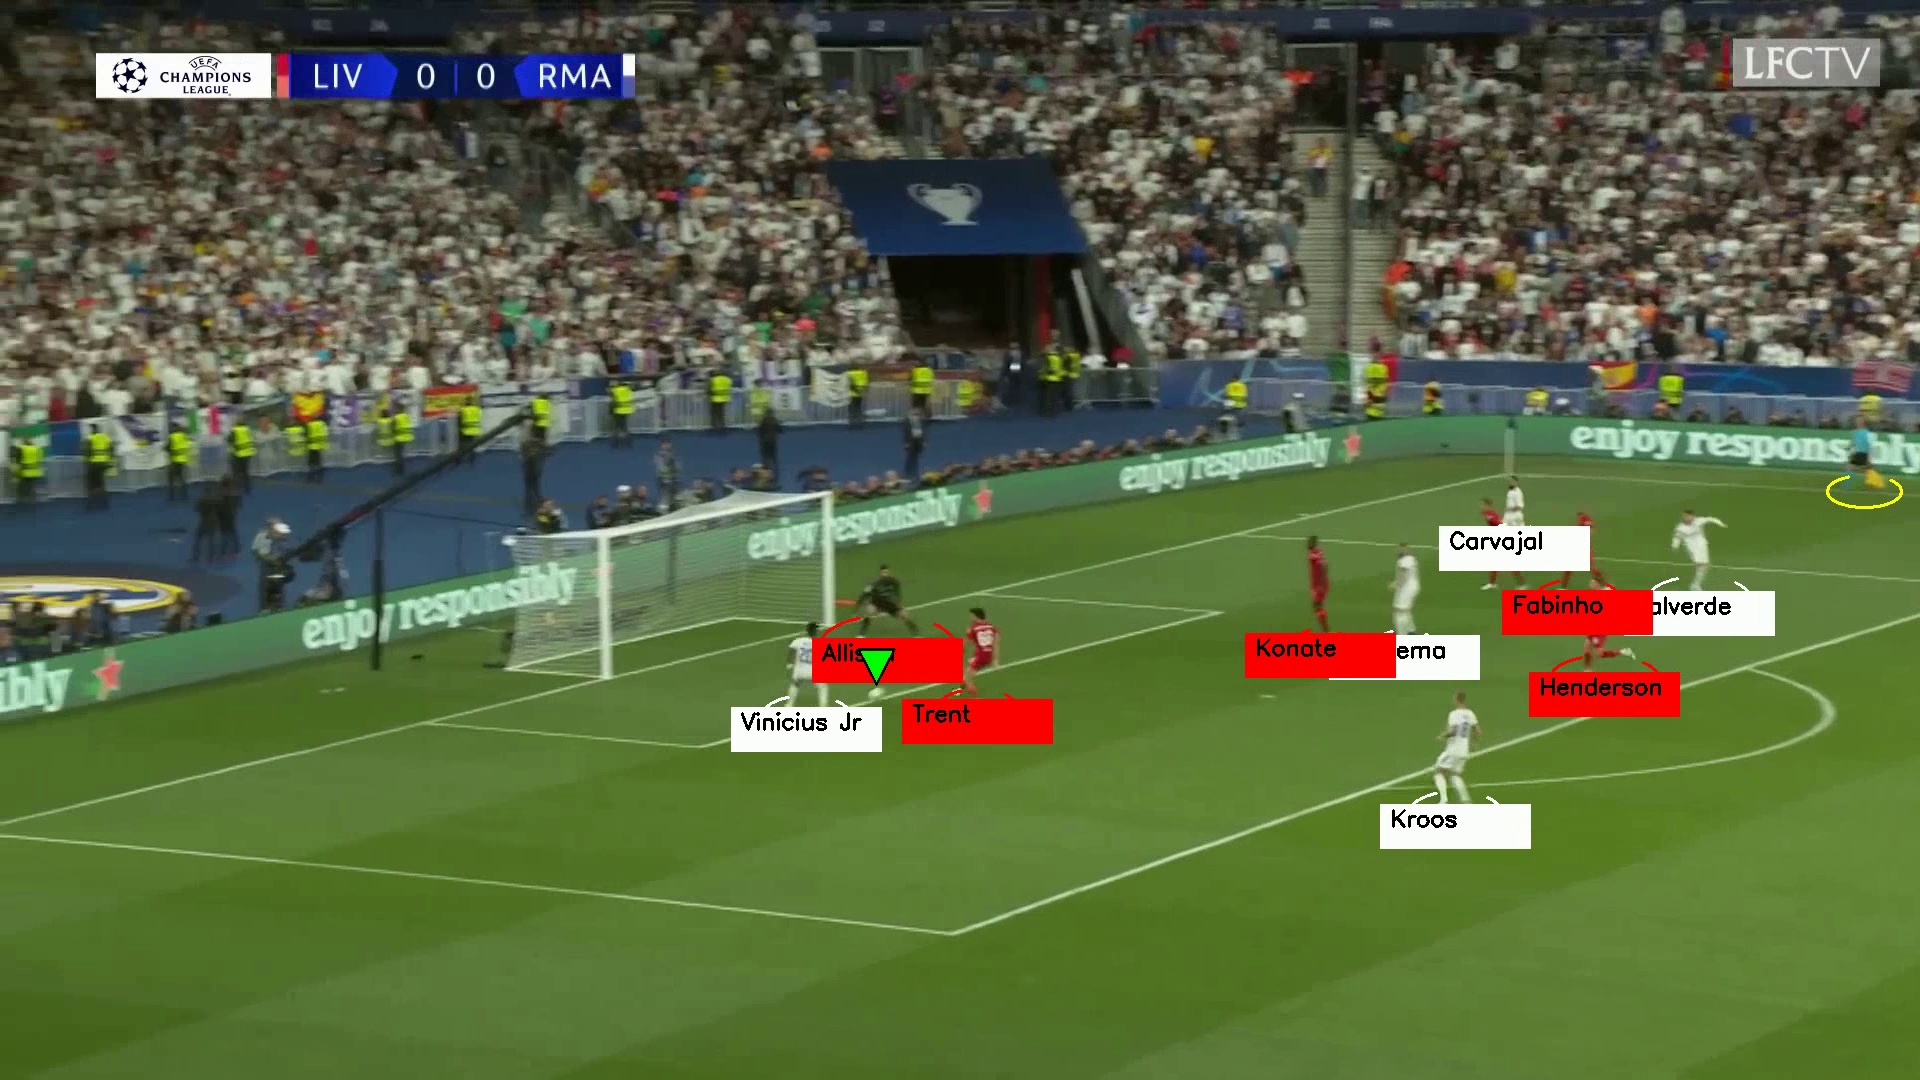 UEFA
CHAMPIONS
LEAGUE
LIV 0 0 RMA
LFCTV
enjoy responsibly
enjoy responsibly
enjoy responsibly
enjoy responsibly
ibly
Carvajal
Fabinho
alverde
Konate
ema
Allis
Henderson
Vinicius Jr
Trent
Kroos